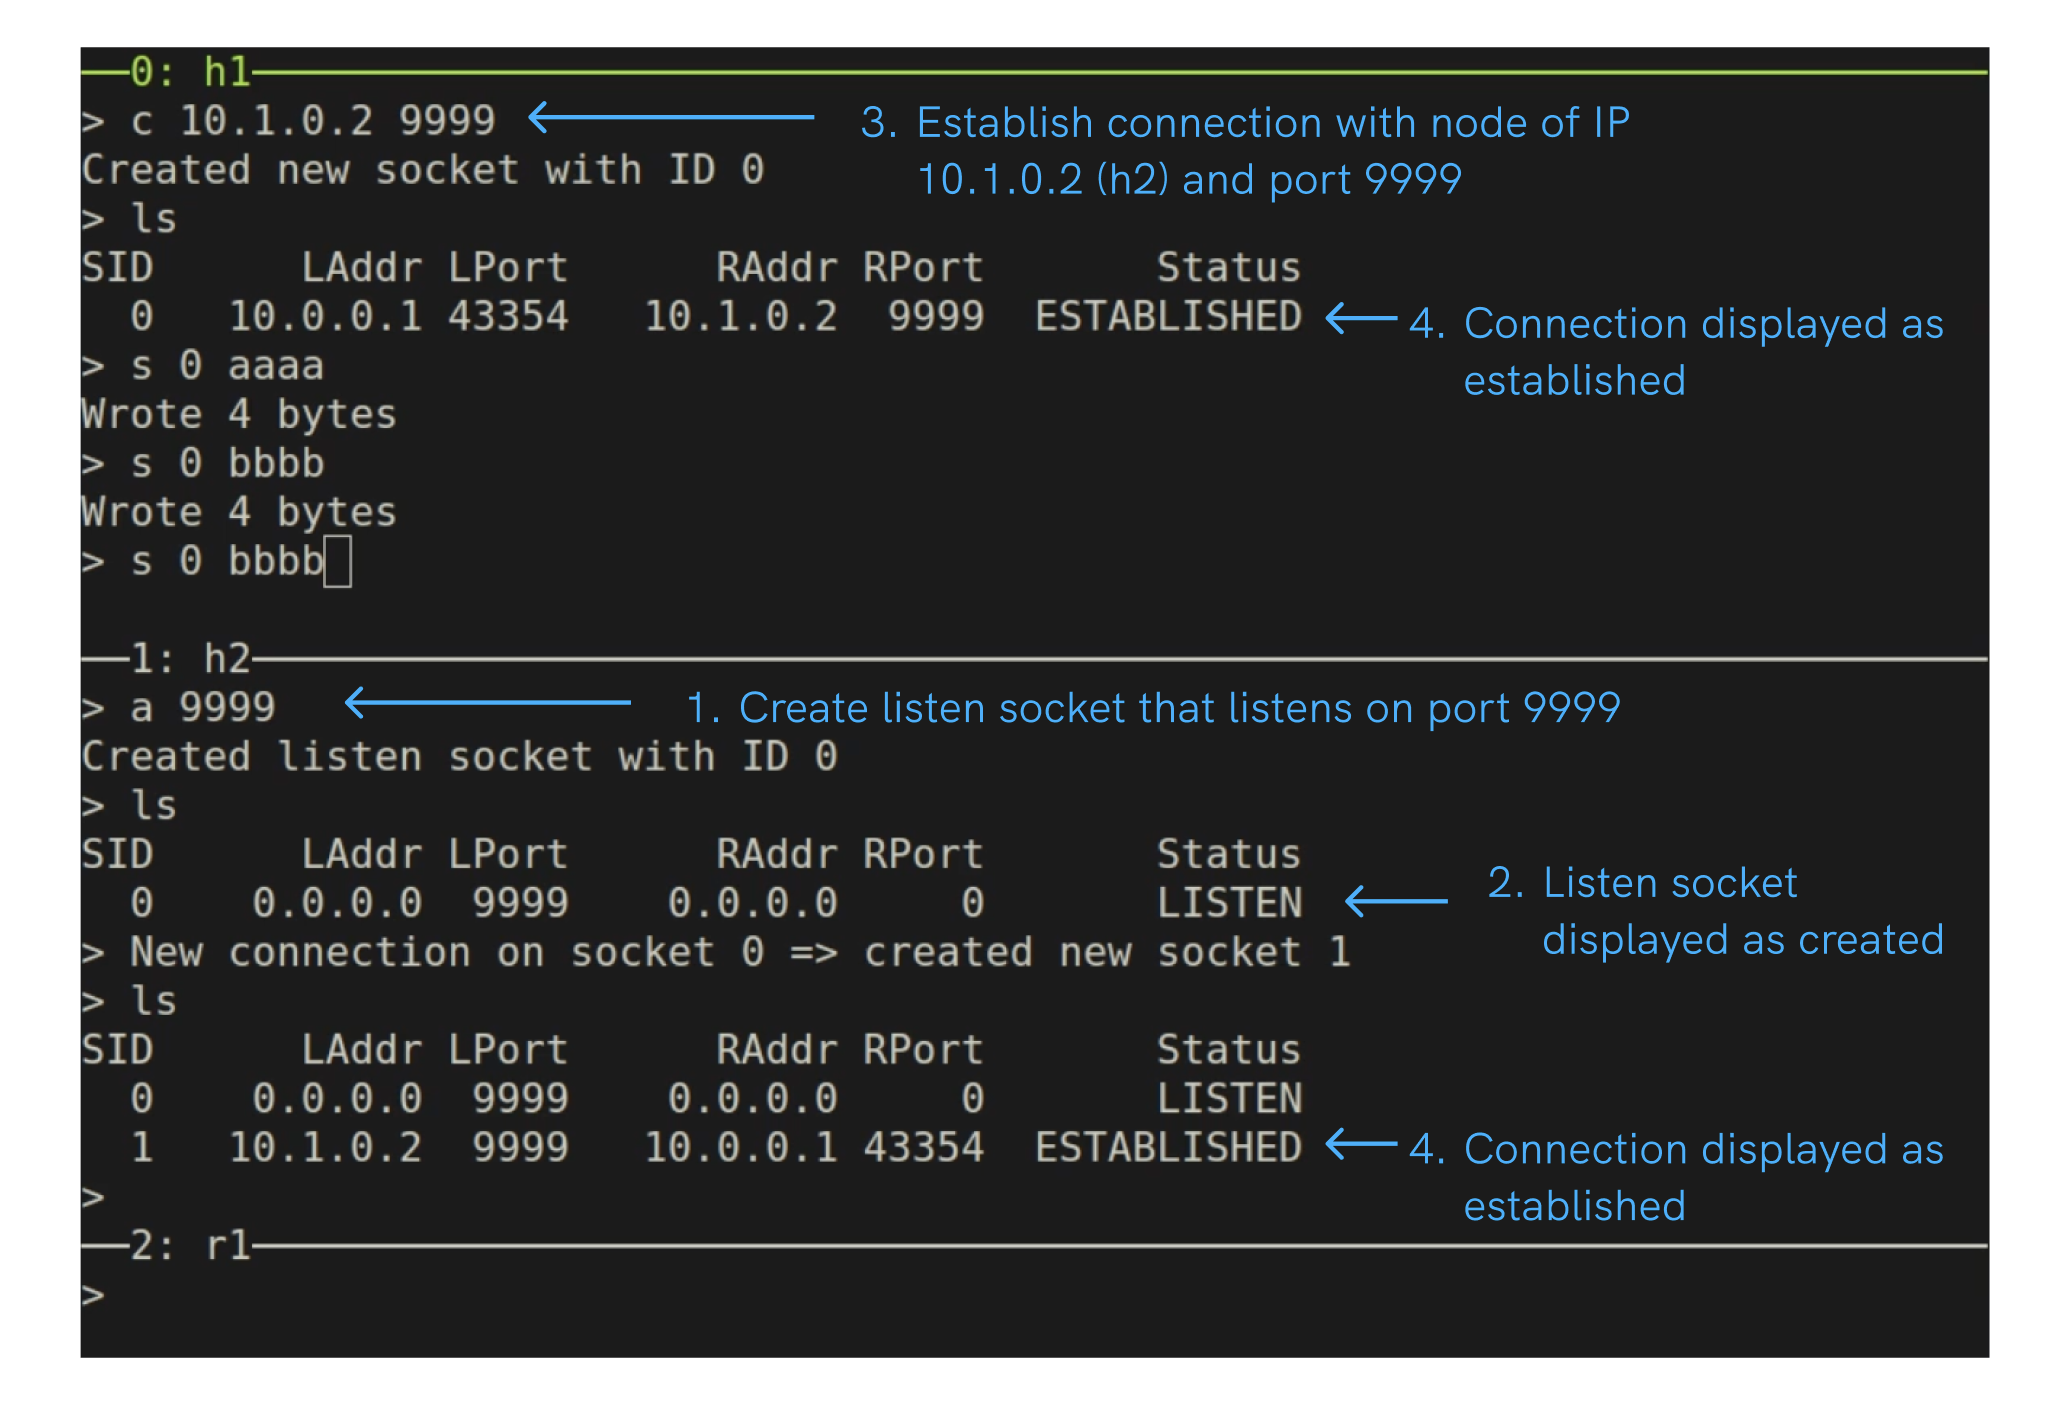 0: h1
> c 10.1.0.2 9999
3. Establish connection with node of IP
10.1.0.2 (h2) and port 9999
Created new socket with ID 0
> ls
SID LAddr LPort RAddr RPort Status
0 10.0.0.1 43354 10.1.0.2 9999 ESTABLISHED
4. Connection displayed as
established
> s 0 aaaa
Wrote 4 bytes
> s 0 bbbb
Wrote 4 bytes
> s 0 bbbb
1: h2
> a 9999
1. Create listen socket that listens on port 9999
Created listen socket with ID 0
> ls
SID LAddr LPort RAddr RPort Status
0 0.0.0.0 9999 0.0.0.0 0 LISTEN
2. Listen socket
displayed as created
> New connection on socket 0 => created new socket 1
> ls
SID LAddr LPort RAddr RPort Status
0 0.0.0.0 9999 0.0.0.0 0 LISTEN
1 10.1.0.2 9999 10.0.0.1 43354 ESTABLISHED
4. Connection displayed as
established
>
2: r1
>